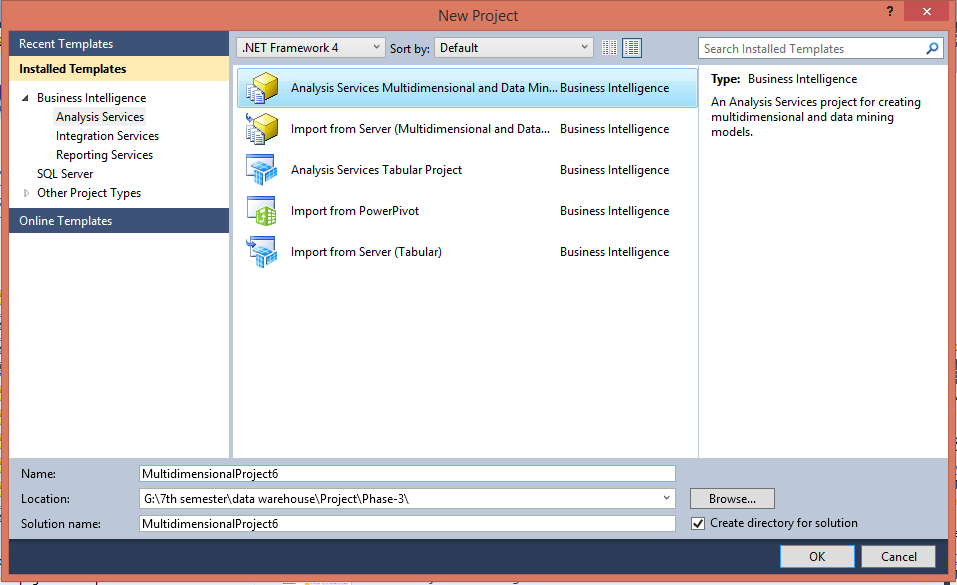 New Project
?
Recent Templates
Installed Templates
Business Intelligence
Analysis Services
Integration Services
Reporting Services
SQL Server
Other Project Types
Online Templates
.NET Framework 4
Sort by: Default
Search Installed Templates
Analysis Services Multidimensional and Data Min... Business Intelligence
Import from Server (Multidimensional and Data... Business Intelligence
Analysis Services Tabular Project Business Intelligence
Import from PowerPivot Business Intelligence
Import from Server (Tabular) Business Intelligence
Type: Business Intelligence
An Analysis Services project for creating
multidimensional and data mining
models.
Name: MultidimensionalProject6
Location: G:\7th semester\data warehouse\Project\Phase-3\
Browse...
Solution name: MultidimensionalProject6
Create directory for solution
OK
Cancel